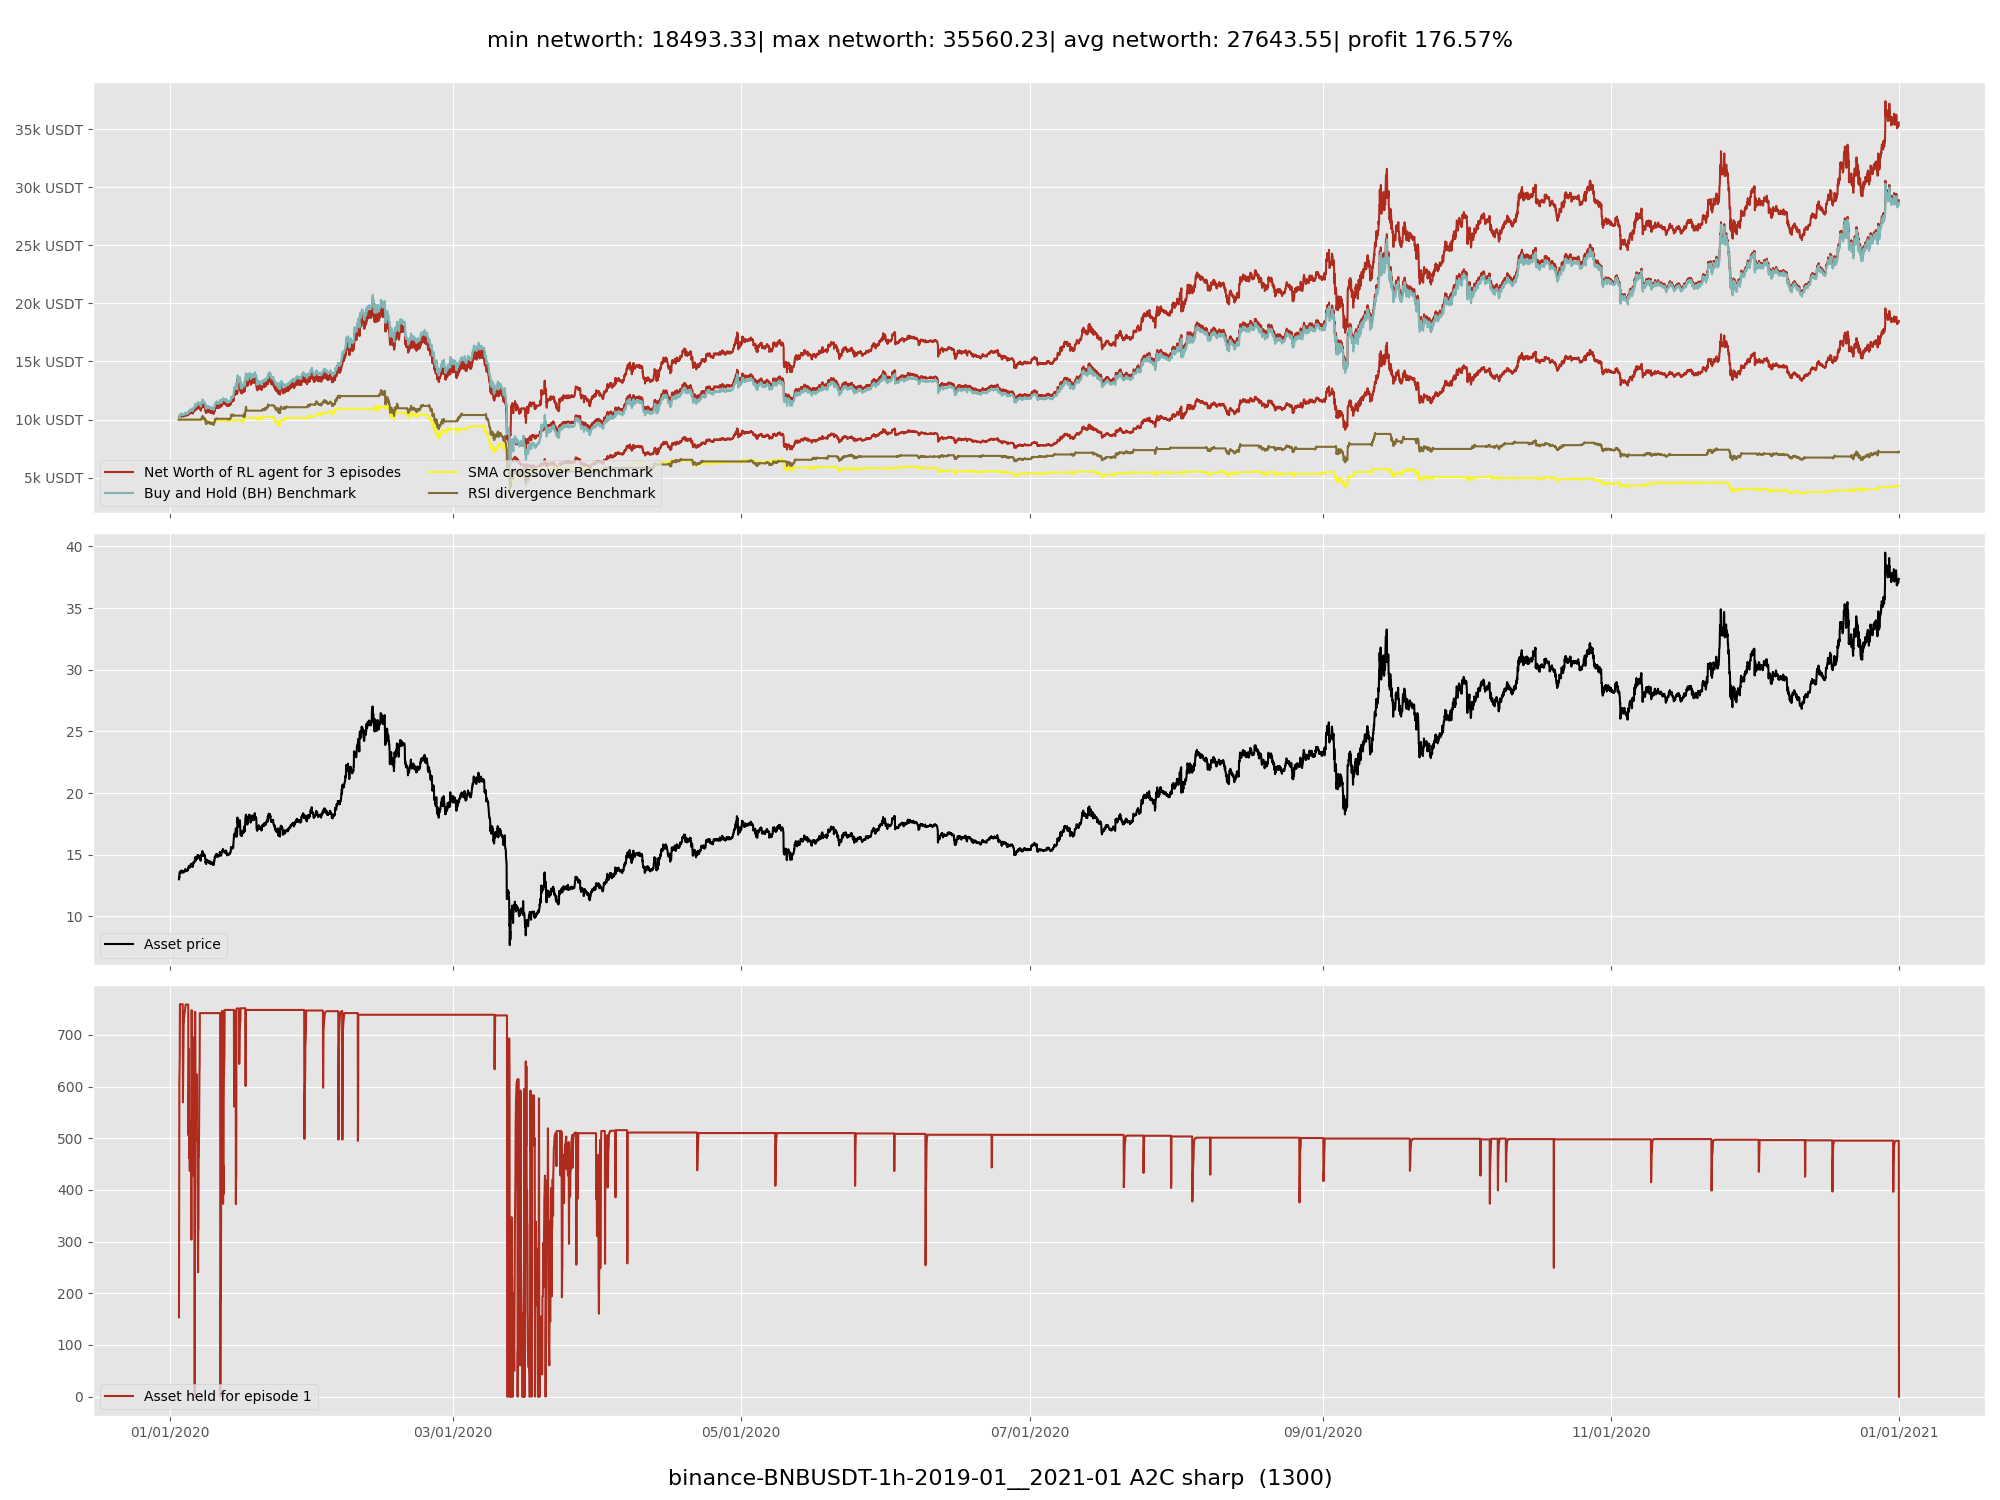 min networth: 18493.33| max networth: 35560.23| avg networth: 27643.55| profit 176.57%
35k USDT
30k USDT
25k USDT
20k USDT
15k USDT
10k USDT
5k USDT
Net Worth of RL agent for 3 episodes
Buy and Hold (BH) Benchmark
SMA crossover Benchmark
RSI divergence Benchmark
40
35
30
25
20
15
10
Asset price
700
600
500
400
300
200
100
0
Asset held for episode 1
01/01/2020 03/01/2020 05/01/2020 07/01/2020 09/01/2020 11/01/2020 01/01/2021
binance-BNBUSDT-1h-2019-01__2021-01 A2C sharp (1300)